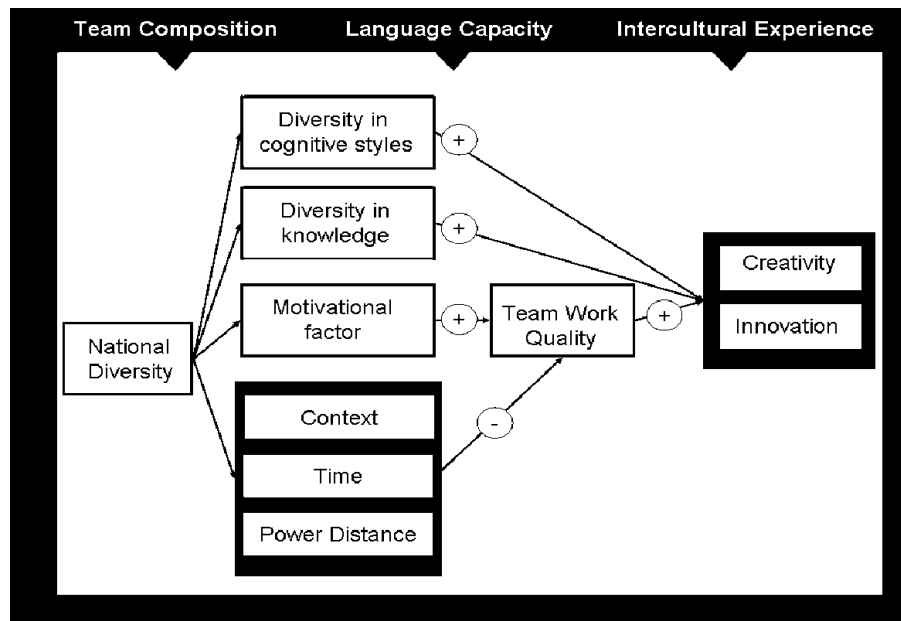 Team Composition
Language Capacity
Intercultural Experience
Diversity in
cognitive styles
+
Diversity in
knowledge
+
Motivational
factor
+
National
Diversity
Team Work
Quality
+
Creativity
Innovation
Context
Time
Power Distance
-